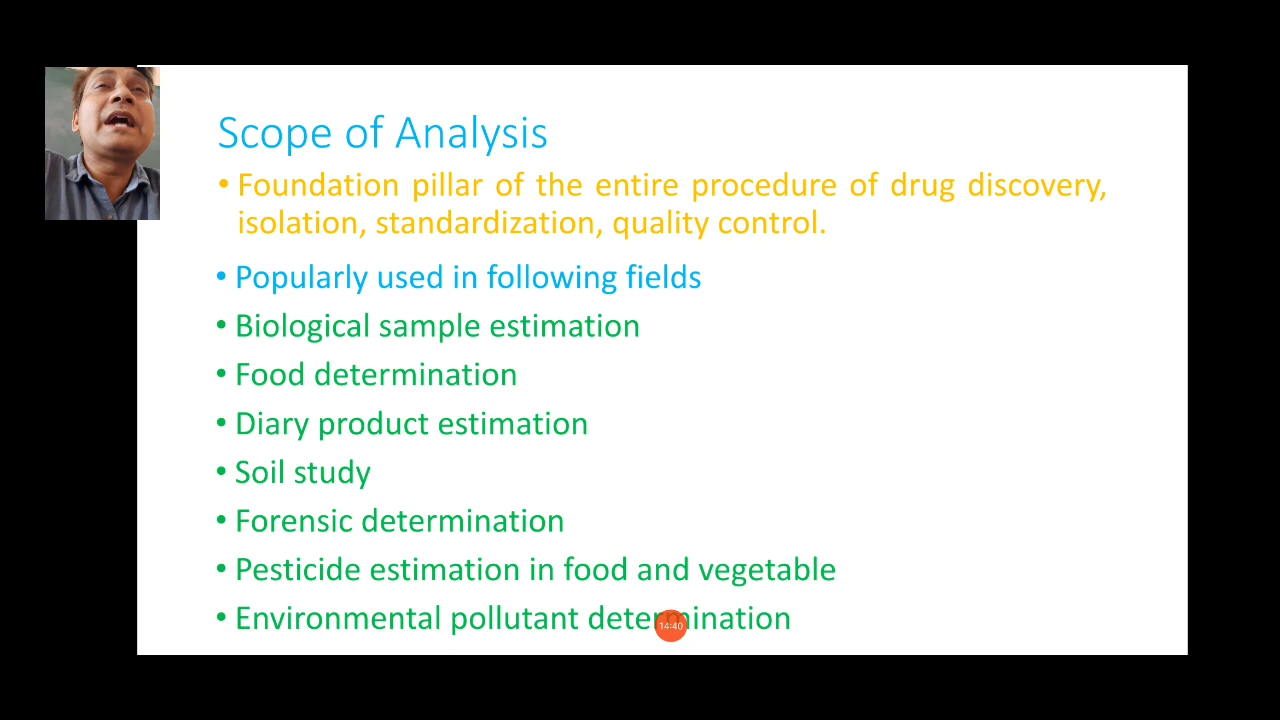 Scope of Analysis
• Foundation pillar of the entire procedure of drug discovery,
isolation, standardization, quality control.
• Popularly used in following fields
• Biological sample estimation
• Food determination
• Diary product estimation
• Soil study
• Forensic determination
• Pesticide estimation in food and vegetable
• Environmental pollutant determination
14:40